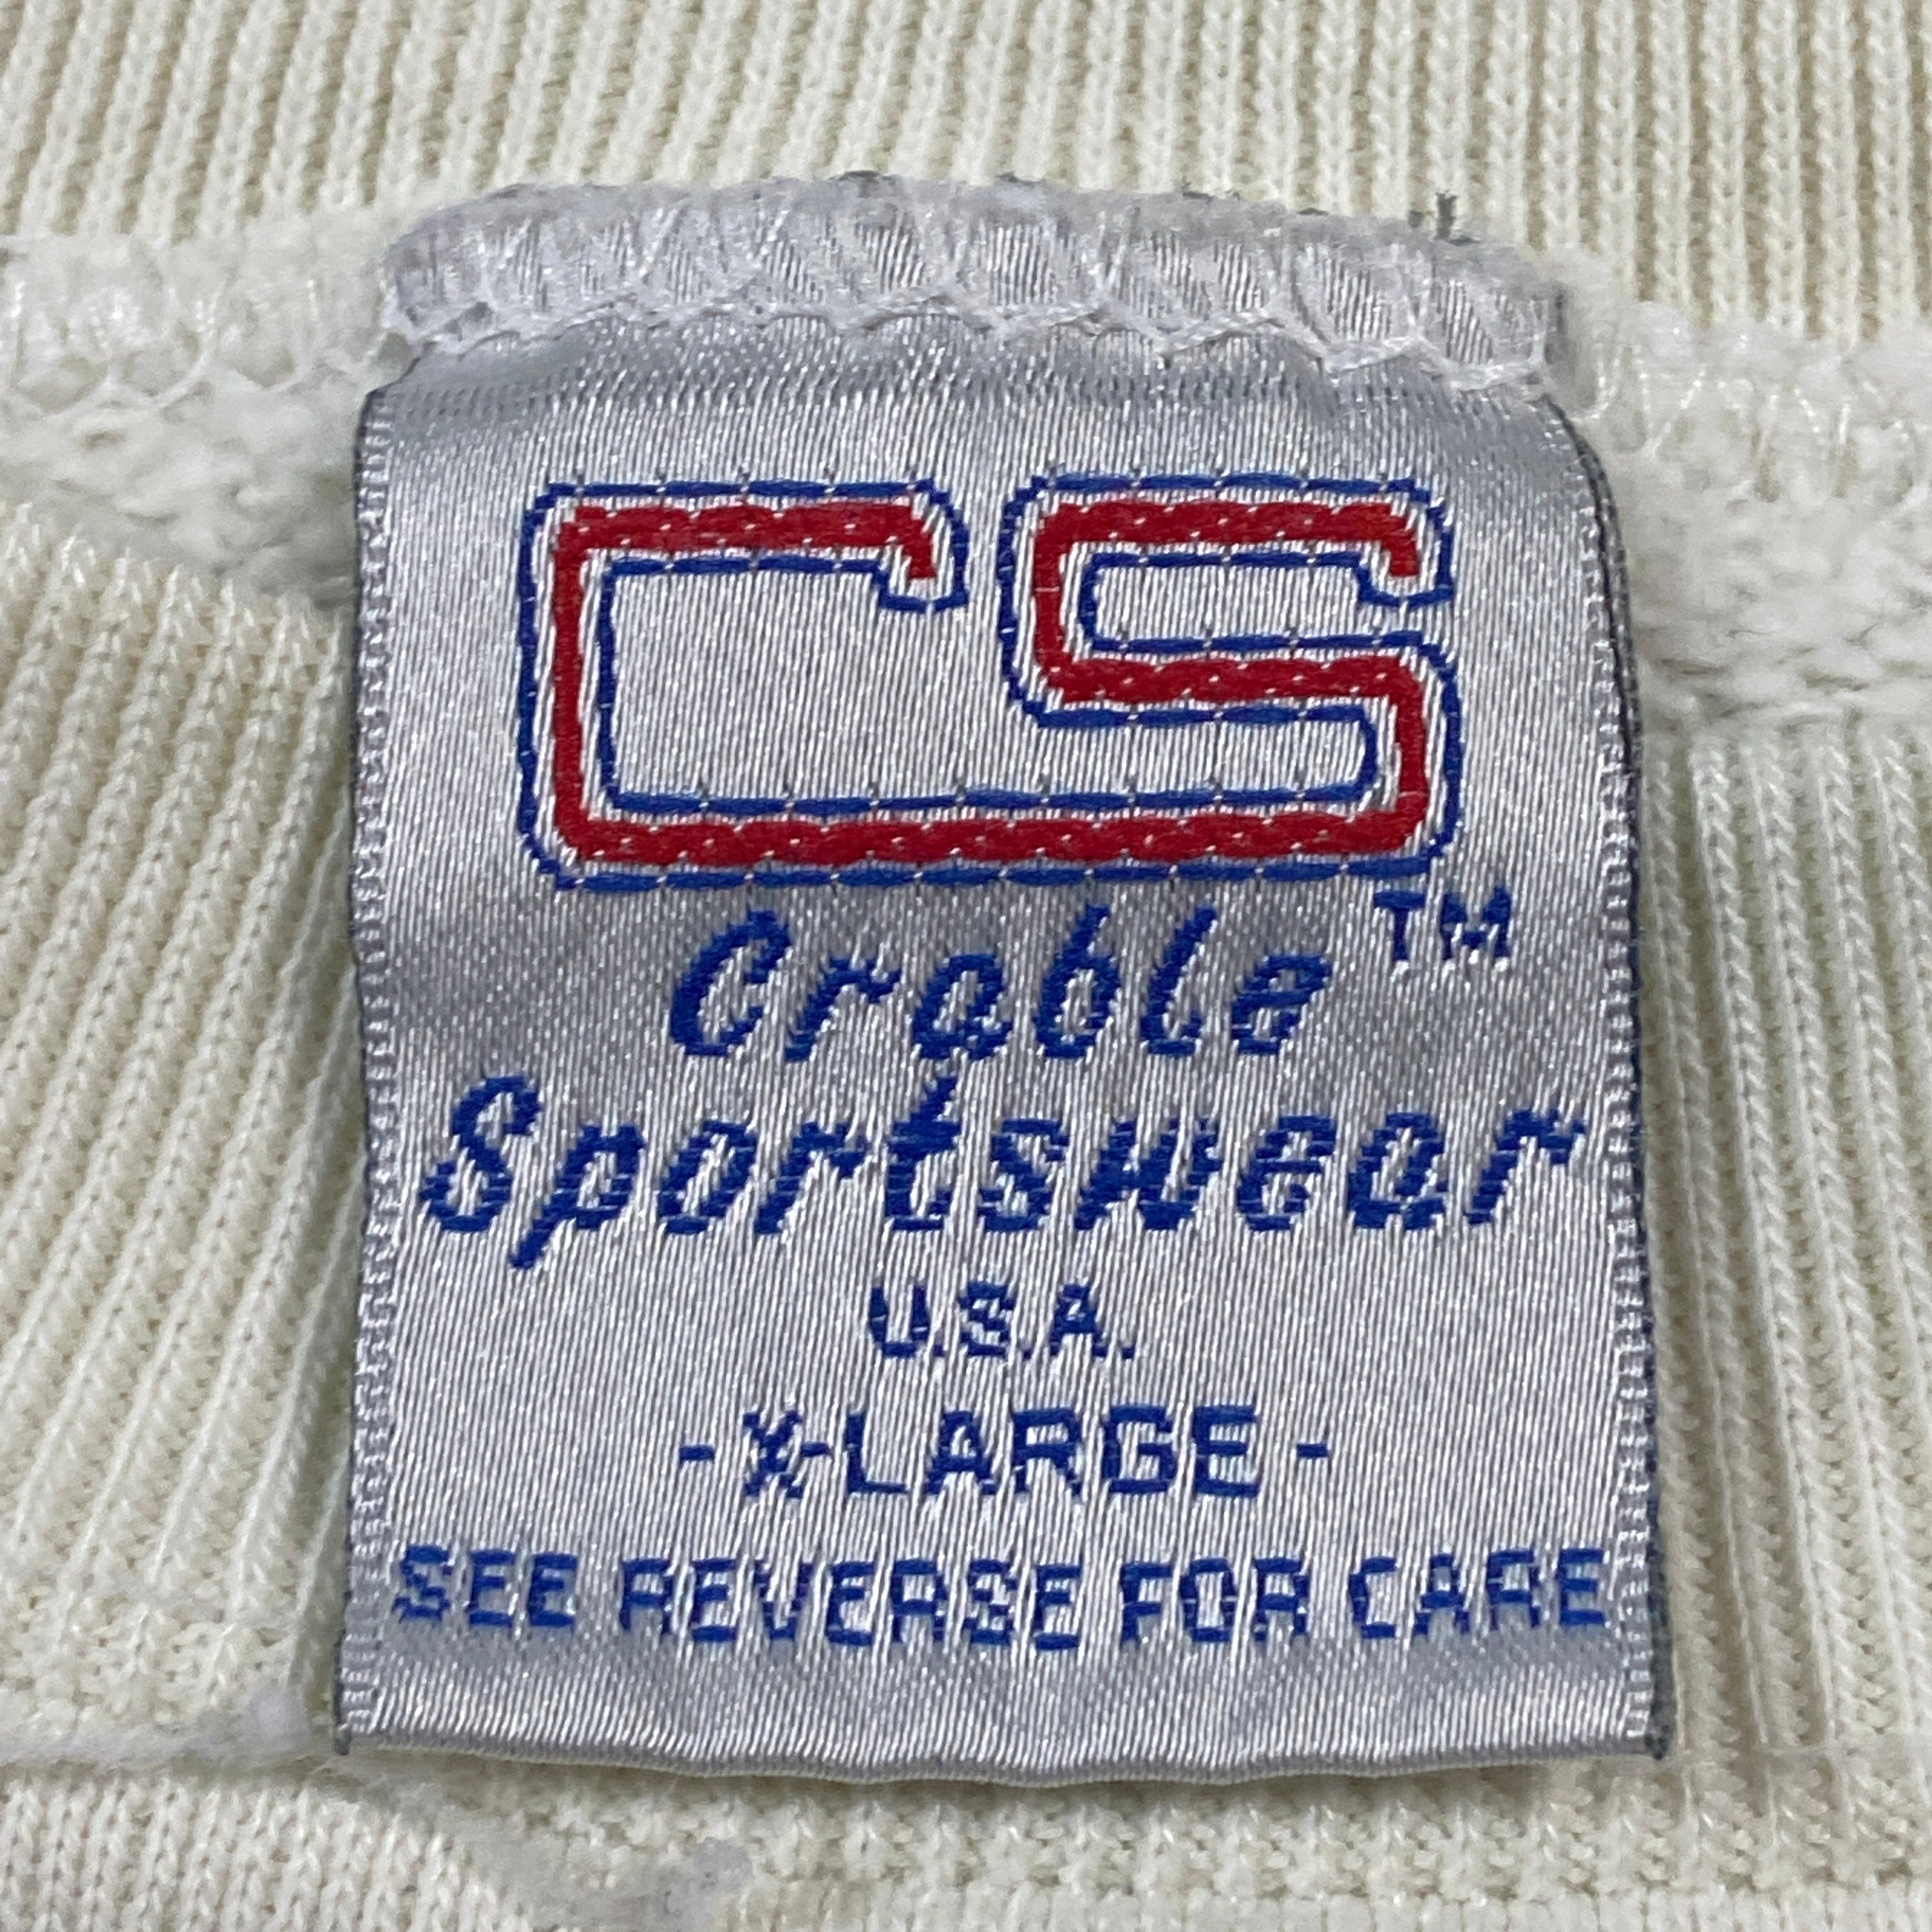 CS
Crable
TM
Sportswear
U.S.A.
- X-LARGE -
SEE REVERSE FOR CARE